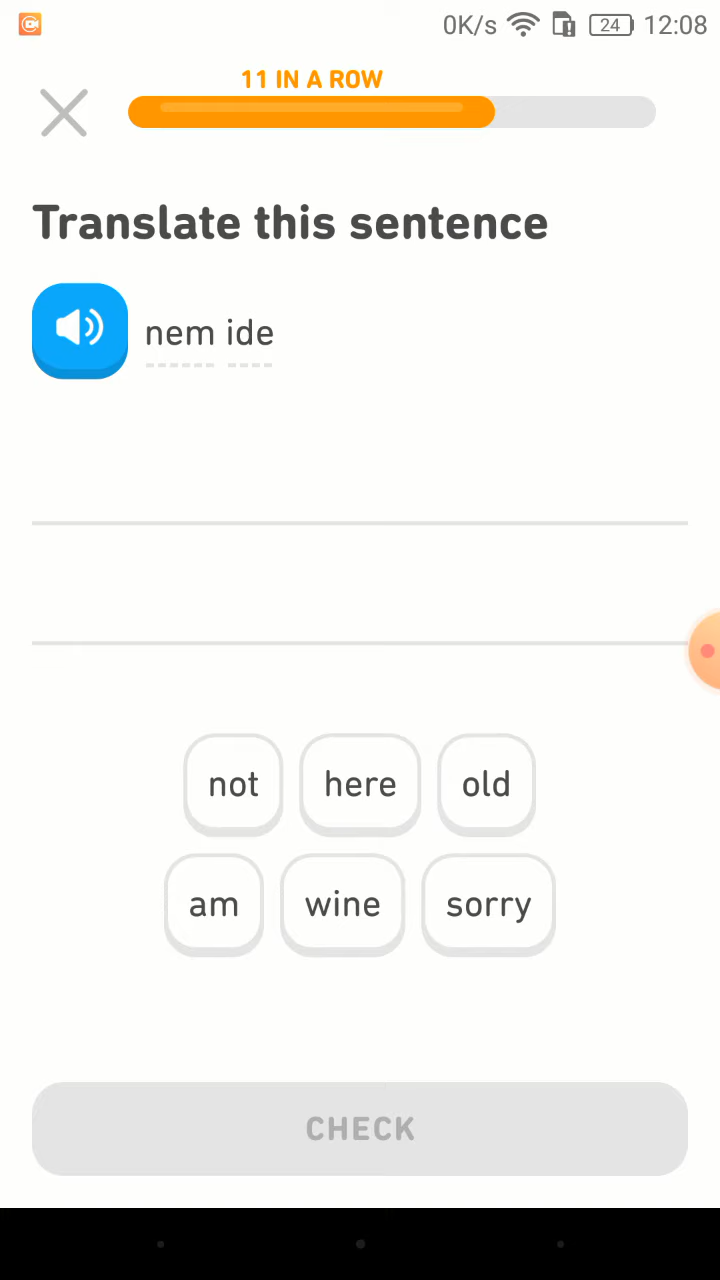 0K/s 24 12:08
11 IN A ROW
Translate this sentence
nem ide
not here old
am wine sorry
CHECK